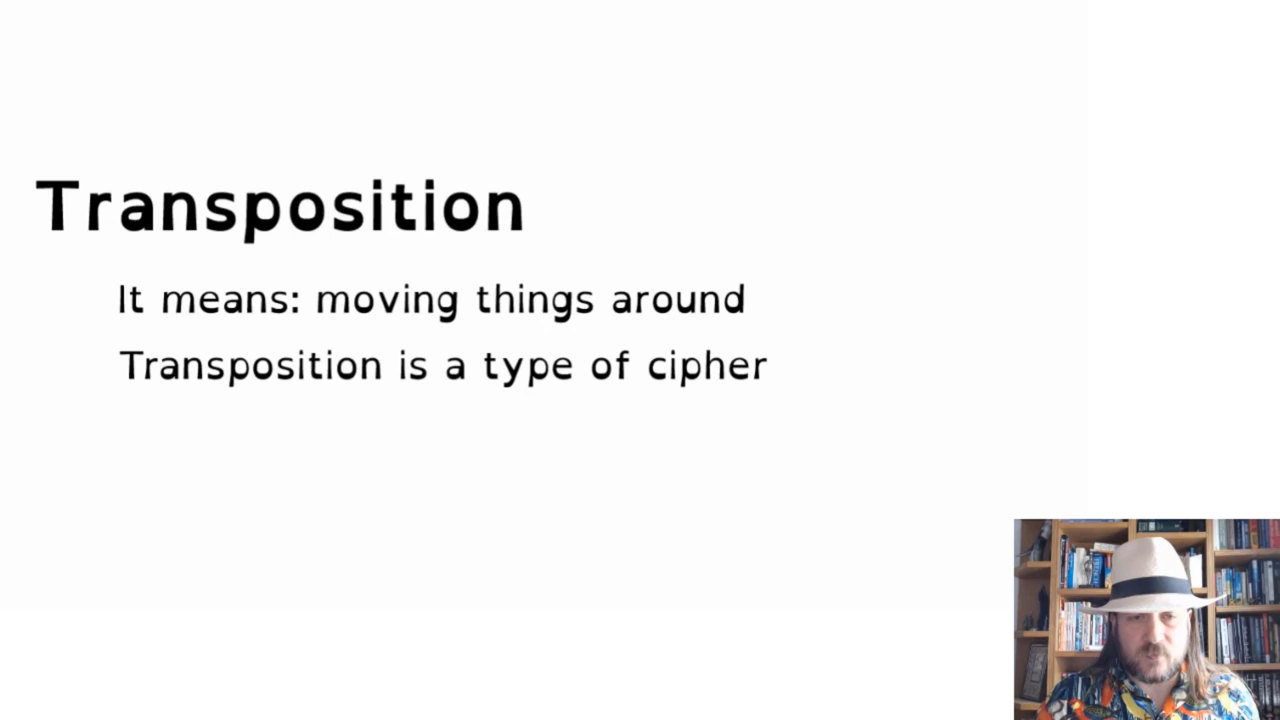 Transposition
It means: moving things around
Transposition is a type of cipher